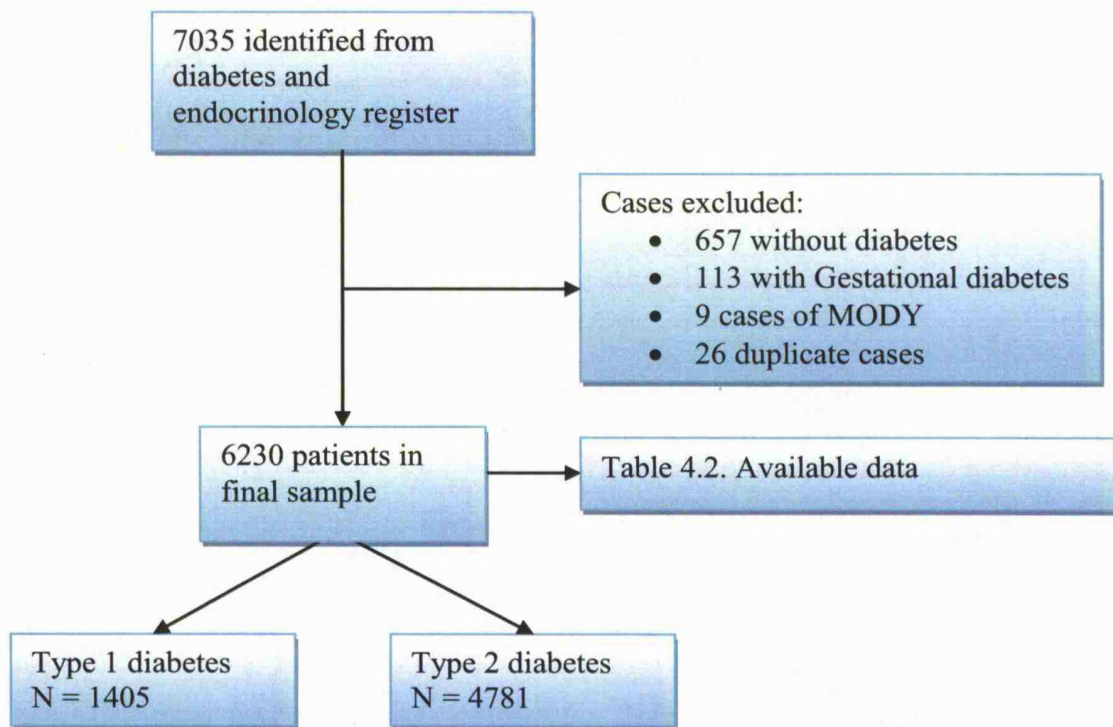 7035 identified from
diabetes and
endocrinology register
Cases excluded:
• 657 without diabetes
• 113 with Gestational diabetes
• 9 cases of MODY
• 26 duplicate cases
6230 patients in
final sample
Table 4.2. Available data
Type 1 diabetes
N = 1405
Type 2 diabetes
N = 4781